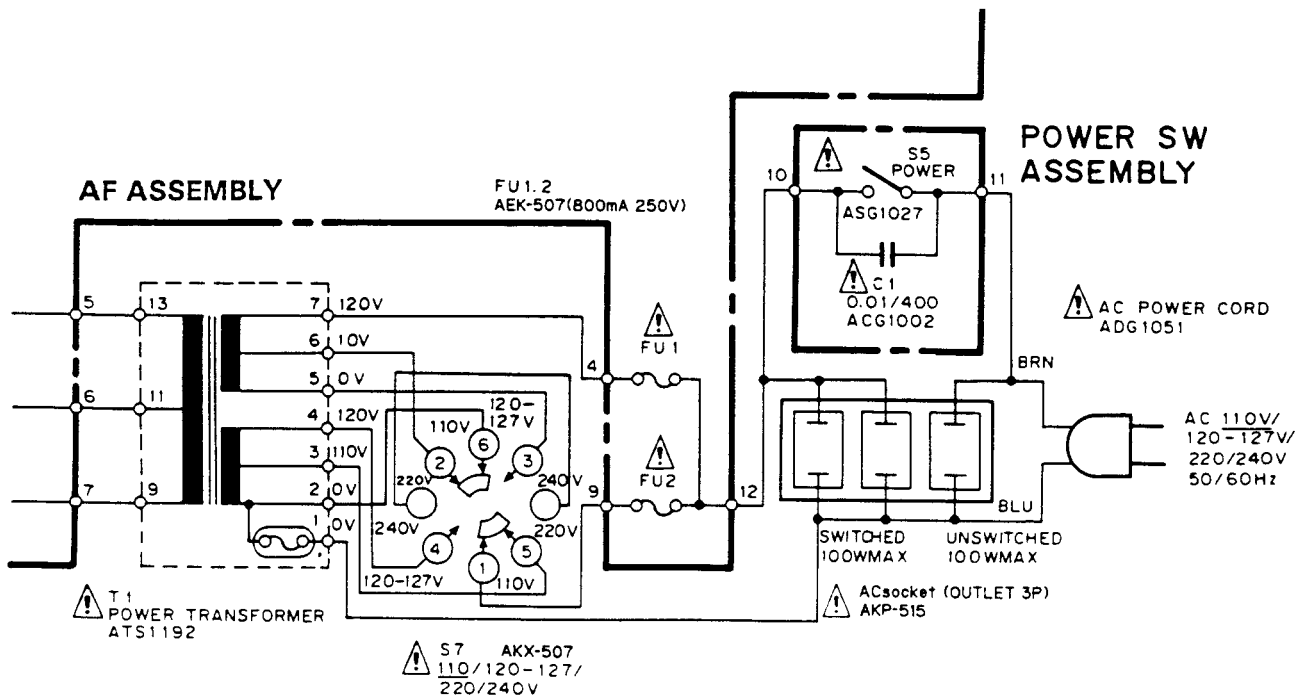 POWER SW
ASSEMBLY
S5
POWER
10
11
ASG1027
C1
0.01/400
ACG1002
AF ASSEMBLY
FU1.2
AEK-507(800mA 250V)
AC POWER CORD
ADG1051
5
13
7
120V
6
10V
5
0V
6
11
4
120V
3
110V
2
0V
1
0V
7
9
FU1
4
FU2
9
12
120-
127V
110V
6
2
3
220V
240V
240V
220V
4
5
1
120-127V
110V
BRN
BLU
AC 110V/
120-127V/
220/240V
50/60Hz
SWITCHED
100WMAX
UNSWITCHED
100WMAX
ACsocket (OUTLET 3P)
AKP-515
T1
POWER TRANSFORMER
ATS1192
S7 AKX-507
110/120-127/
220/240V